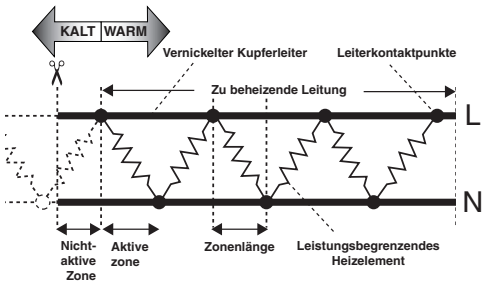 KALT WARM
Vernickelter Kupferleiter
Leiterkontaktpunkte
Zu beheizende Leitung
L
N
Nicht-
aktive
Zone
Aktive
zone
Zonenlänge
Leistungsbegrenzendes
Heizelement